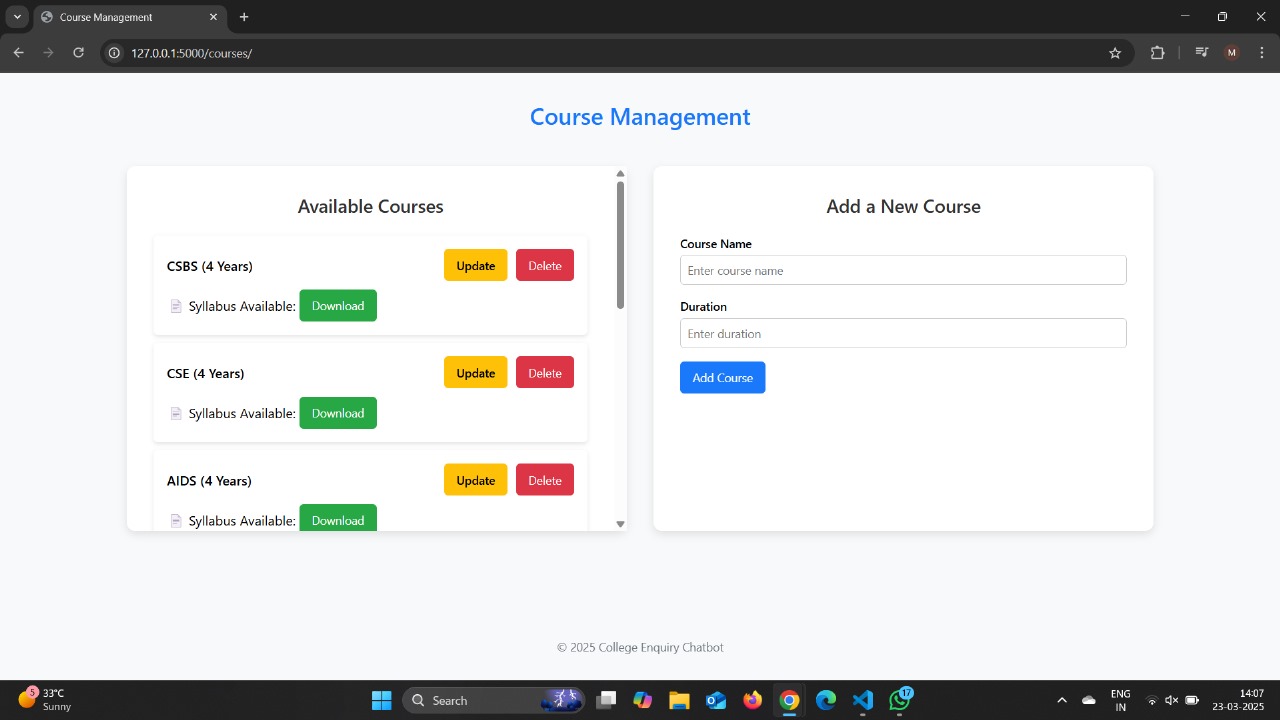 Course Management
127.0.0.1:5000/courses/
M
Course Management
Available Courses
CSBS (4 Years)
Update
Delete
Syllabus Available:
Download
CSE (4 Years)
Update
Delete
Syllabus Available:
Download
AIDS (4 Years)
Update
Delete
Syllabus Available:
Download
Add a New Course
Course Name
Enter course name
Duration
Enter duration
Add Course
© 2025 College Enquiry Chatbot
5
33°C
Sunny
Search
17
ENG
IN
14:07
23-03-2025